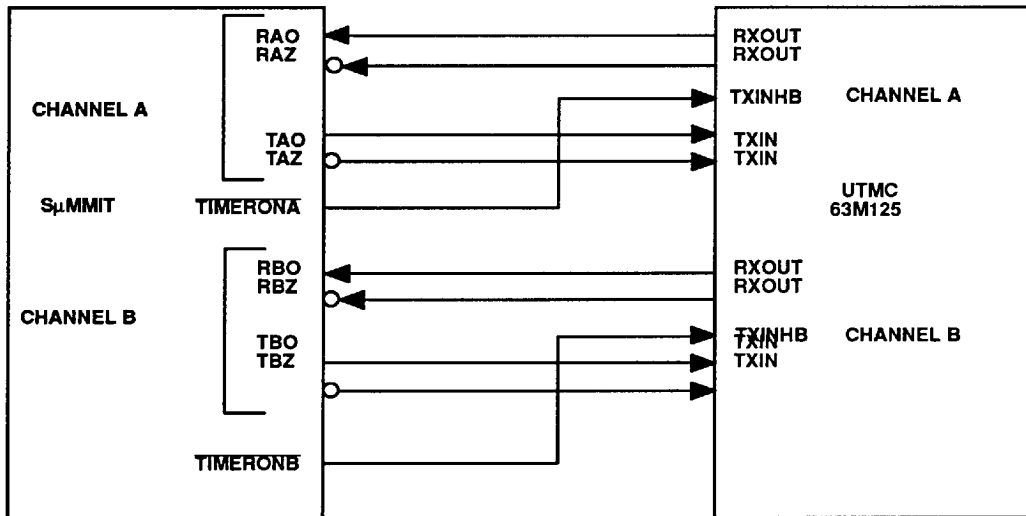 RAO
RAZ
CHANNEL A
TAO
TAZ
SμMMIT
TIMERONA
RBO
RBZ
CHANNEL B
TBO
TBZ
TIMERONB
RXOUT
RXOUT
TXINHB
CHANNEL A
TXIN
TXIN
UTMC
63M125
RXOUT
RXOUT
TXINHB
CHANNEL B
TXIN
TXIN